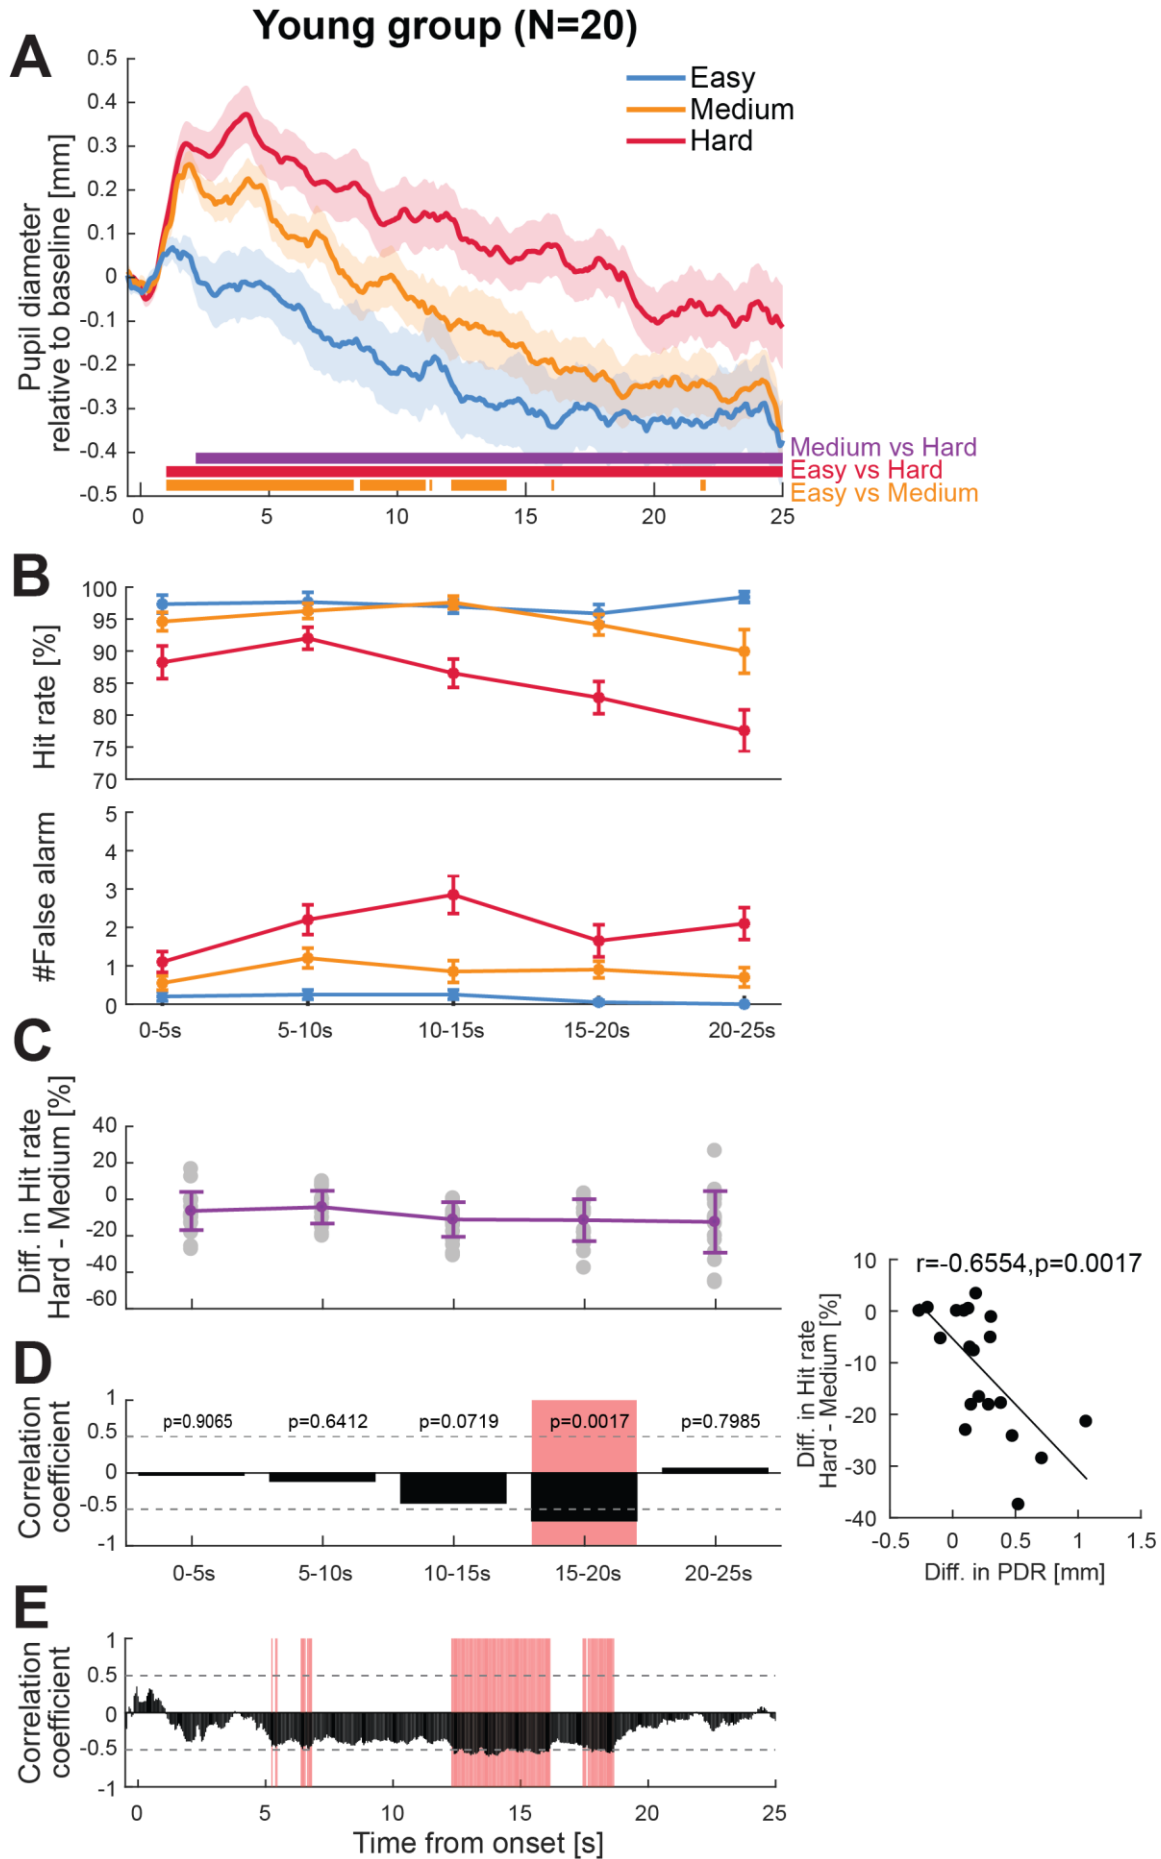 Young group (N=20)
A
Pupil diameter
relative to baseline [mm]
0.5
0.4
0.3
0.2
0.1
0
-0.1
-0.2
-0.3
-0.4
-0.5
Easy
Medium
Hard
Medium vs Hard
Easy vs Hard
Easy vs Medium
0 5 10 15 20 25
B
Hit rate [%]
100
95
90
85
80
75
70
#False alarm
5
4
3
2
1
0
0-5s 5-10s 10-15s 15-20s 20-25s
C
Diff. in Hit rate
Hard - Medium [%]
40
20
0
-20
-40
-60
D
Correlation
coefficient
1
0.5
0
-0.5
-1
p=0.9065 p=0.6412 p=0.0719 p=0.0017 p=0.7985
0-5s 5-10s 10-15s 15-20s 20-25s
r=-0.6554,p=0.0017
Diff. in Hit rate
Hard - Medium [%]
10
0
-10
-20
-30
-40
-0.5 0 0.5 1 1.5
Diff. in PDR [mm]
E
Correlation
coefficient
1
0.5
0
-0.5
-1
0 5 10 15 20 25
Time from onset [s]